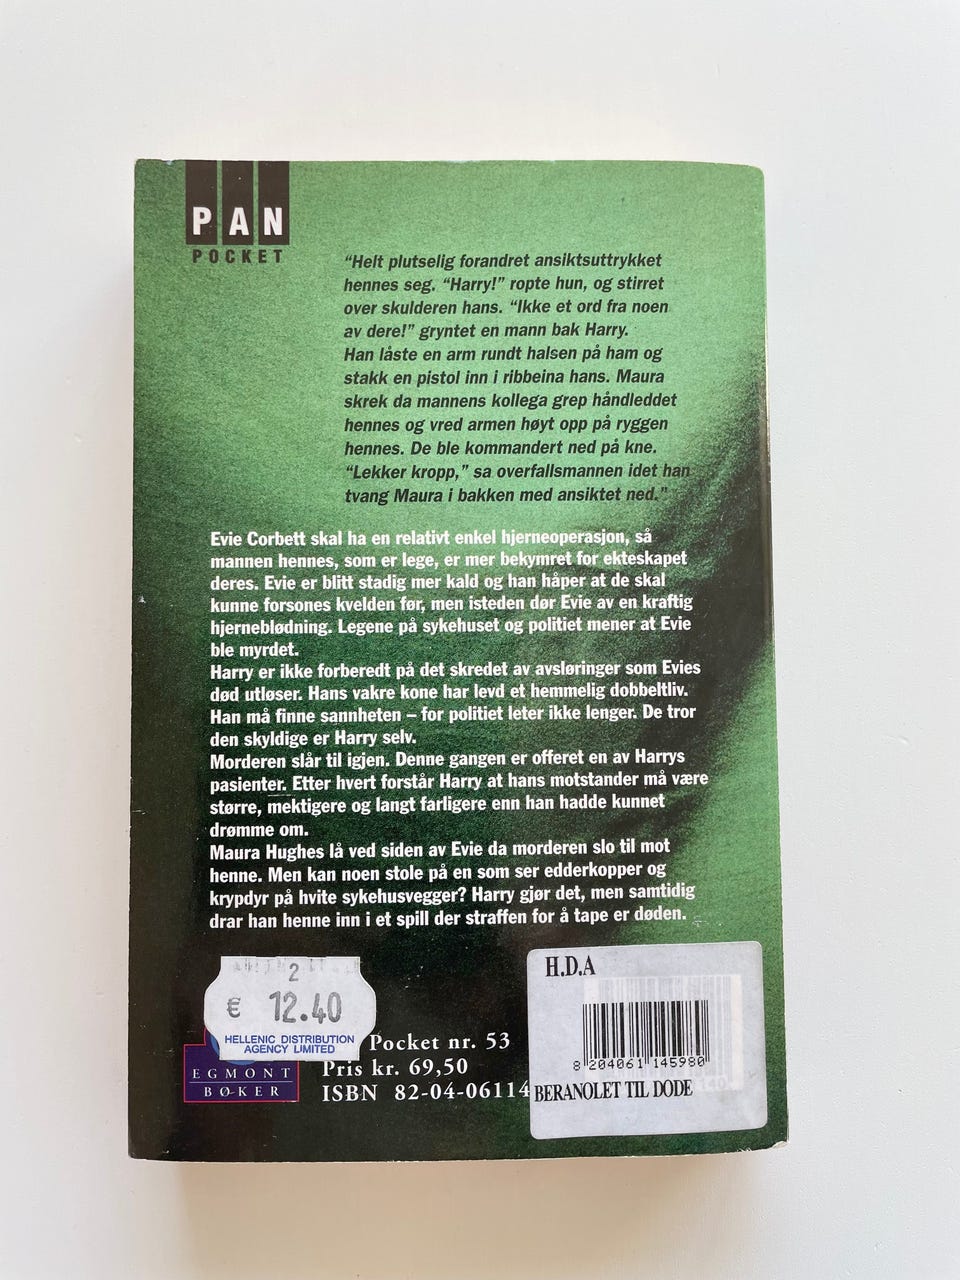 PAN
POCKET
“Helt plutselig forandret ansiktsuttrykket
hennes seg. “Harry!” ropte hun, og stirret
over skulderen hans. “Ikke et ord fra noen
av dere!” gryntet en mann bak Harry.
Han låste en arm rundt halsen på ham og
stakk en pistol inn i ribbeina hans. Maura
skrek da mannens kollega grep håndleddet
hennes og vred armen høyt opp på ryggen
hennes. De ble kommandert ned på kne.
“Lekker kropp,” sa overfallsmannen idet han
tvang Maura i bakken med ansiktet ned.”
Evie Corbett skal ha en relativt enkel hjerneoperasjon, så
mannen hennes, som er lege, er mer bekymret for ekteskapet
deres. Evie er blitt stadig mer kald og han håper at de skal
kunne forsones kvelden før, men isteden dør Evie av en kraftig
hjerneblødning. Legene på sykehuset og politiet mener at Evie
ble myrdet.
Harry er ikke forberedt på det skredet av avsløringer som Evies
død utløser. Hans vakre kone har levd et hemmelig dobbeltliv.
Han må finne sannheten – for politiet leter ikke lenger. De tror
den skyldige er Harry selv.
Morderen slår til igjen. Denne gangen er offeret en av Harrys
pasienter. Etter hvert forstår Harry at hans motstander må være
større, mektigere og langt farligere enn han hadde kunnet
drømme om.
Maura Hughes lå ved siden av Evie da morderen slo til mot
henne. Men kan noen stole på en som ser edderkopper og
krypdyr på hvite sykehusvegger? Harry gjør det, men samtidig
drar han henne inn i et spill der straffen for å tape er døden.
2
€ 12.40
HELLENIC DISTRIBUTION
AGENCY LIMITED
EGMONT
BØKER
Pocket nr. 53
Pris kr. 69,50
ISBN 82-04-06114
H.D.A
8 204061 145980
BERANOLET TIL DODE